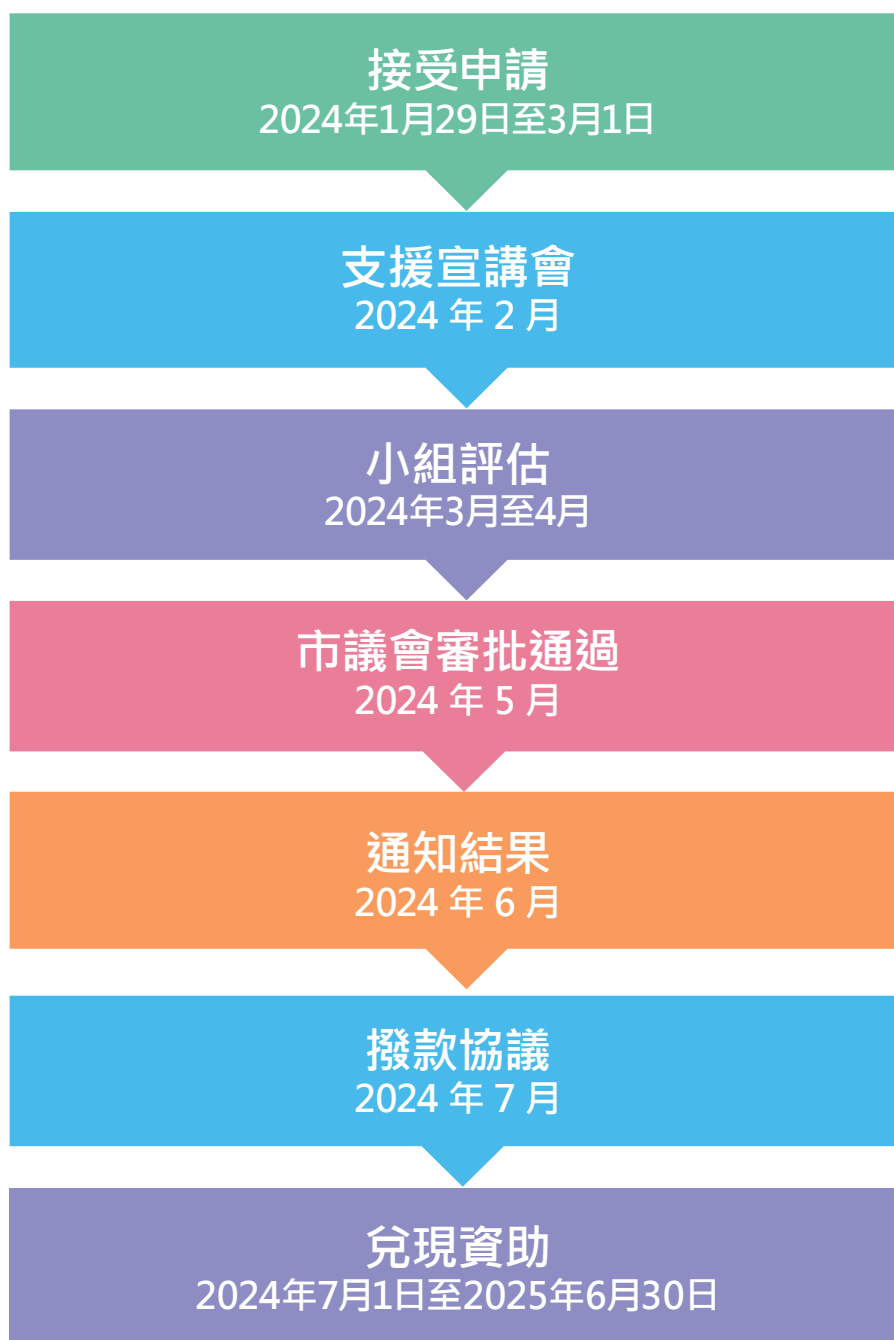 接受申請
2024年1月29日至3月1日
支援宣講會
2024 年 2 月
小組評估
2024年3月至4月
市議會審批通過
2024 年 5 月
通知結果
2024 年 6 月
撥款協議
2024 年 7 月
兌現資助
2024年7月1日至2025年6月30日